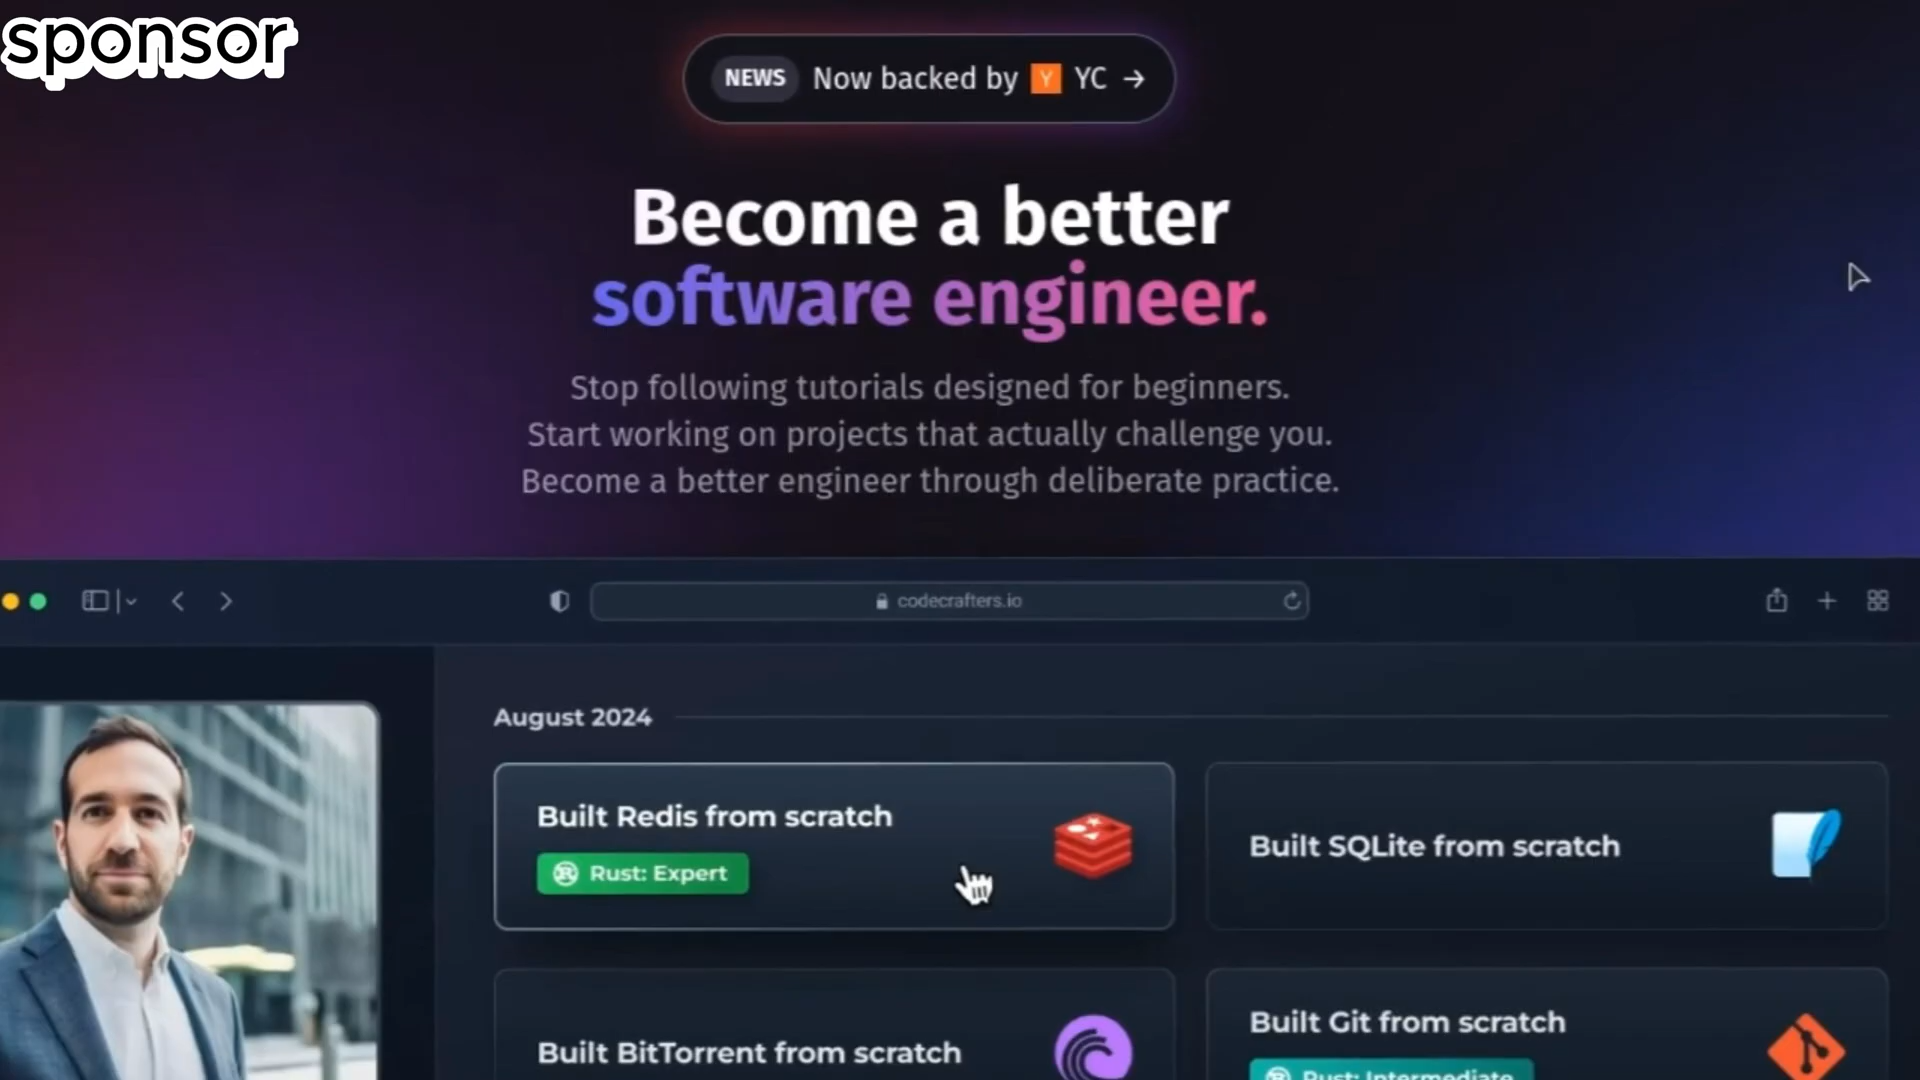 sponsor
NEWS Now backed by Y YC →
Become a better
software engineer.
Stop following tutorials designed for beginners.
Start working on projects that actually challenge you.
Become a better engineer through deliberate practice.
codecrafters.io
August 2024
Built Redis from scratch
Rust: Expert
Built SQLite from scratch
Built BitTorrent from scratch
Built Git from scratch
Rust: Intermediate